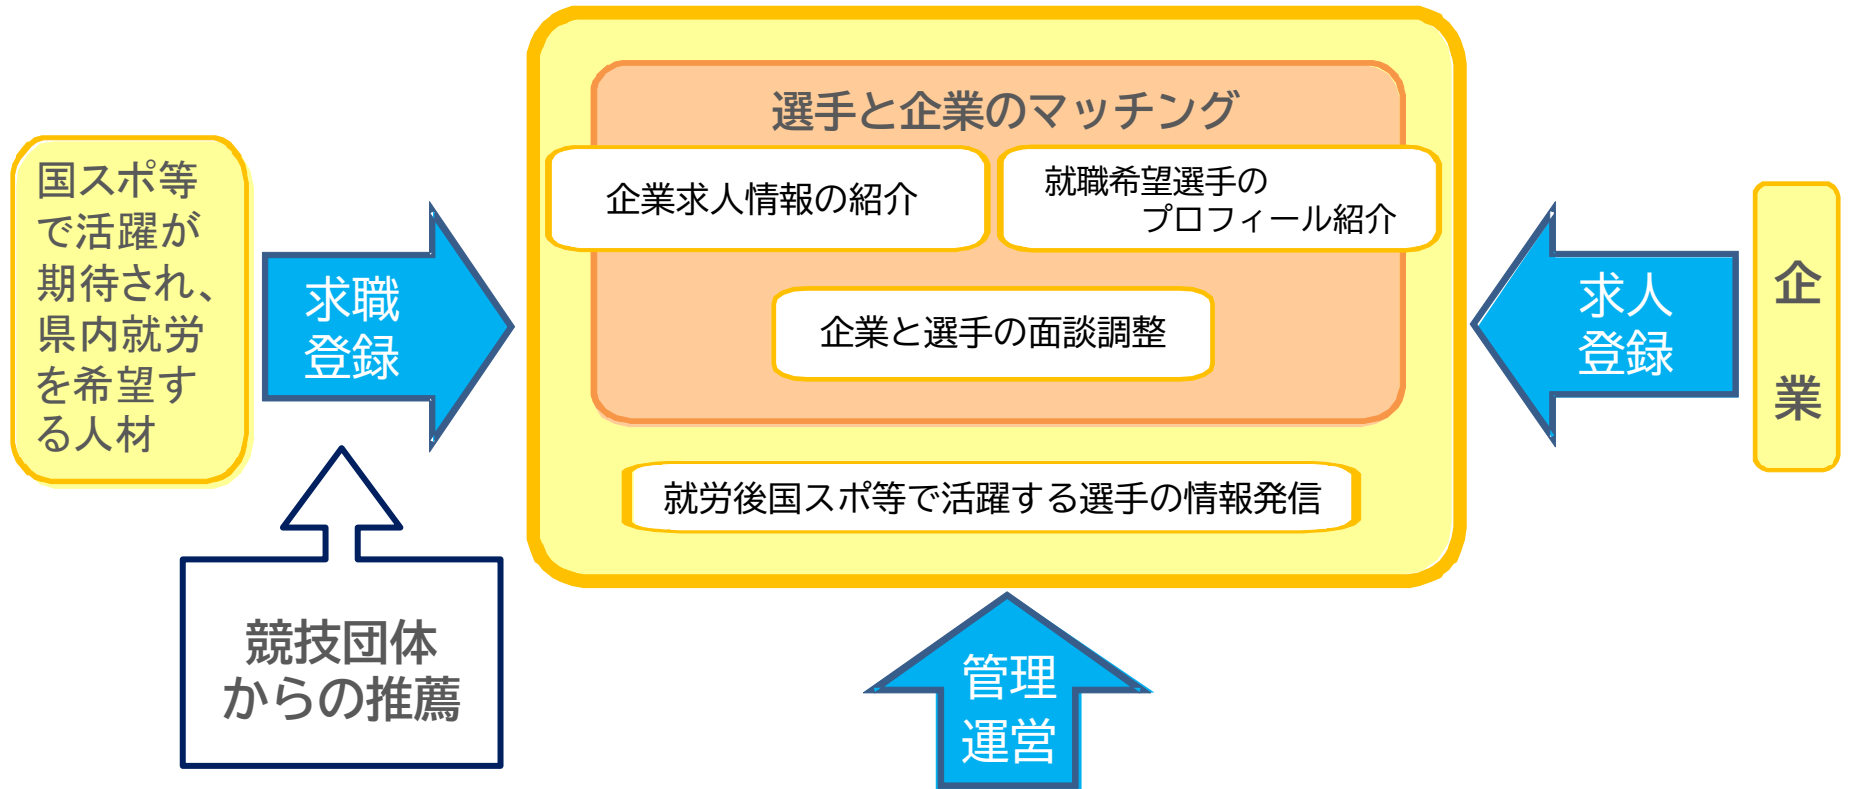 国スポ等
で活躍が
期待され、
県内就労
を希望す
る人材
求職
登録
競技団体
からの推薦
選手と企業のマッチング
企業求人情報の紹介
就職希望選手の
プロフィール紹介
企業と選手の面談調整
就労後国スポ等で活躍する選手の情報発信
管理
運営
求人
登録
企
業